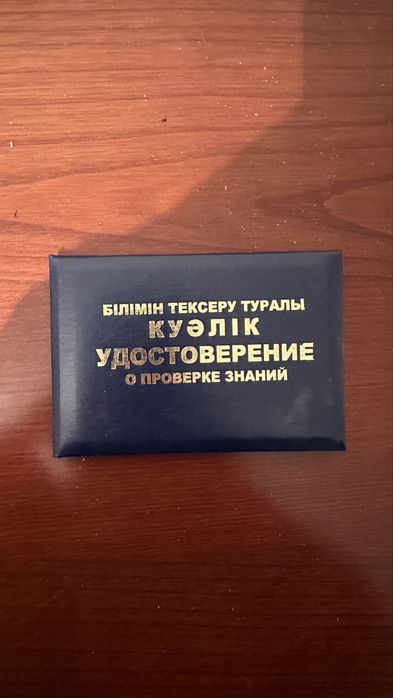 БІЛІМІН ТЕКСЕРУ ТУРАЛЫ
КУӘЛІК
УДОСТОВЕРЕНИЕ
О ПРОВЕРКЕ ЗНАНИЙ